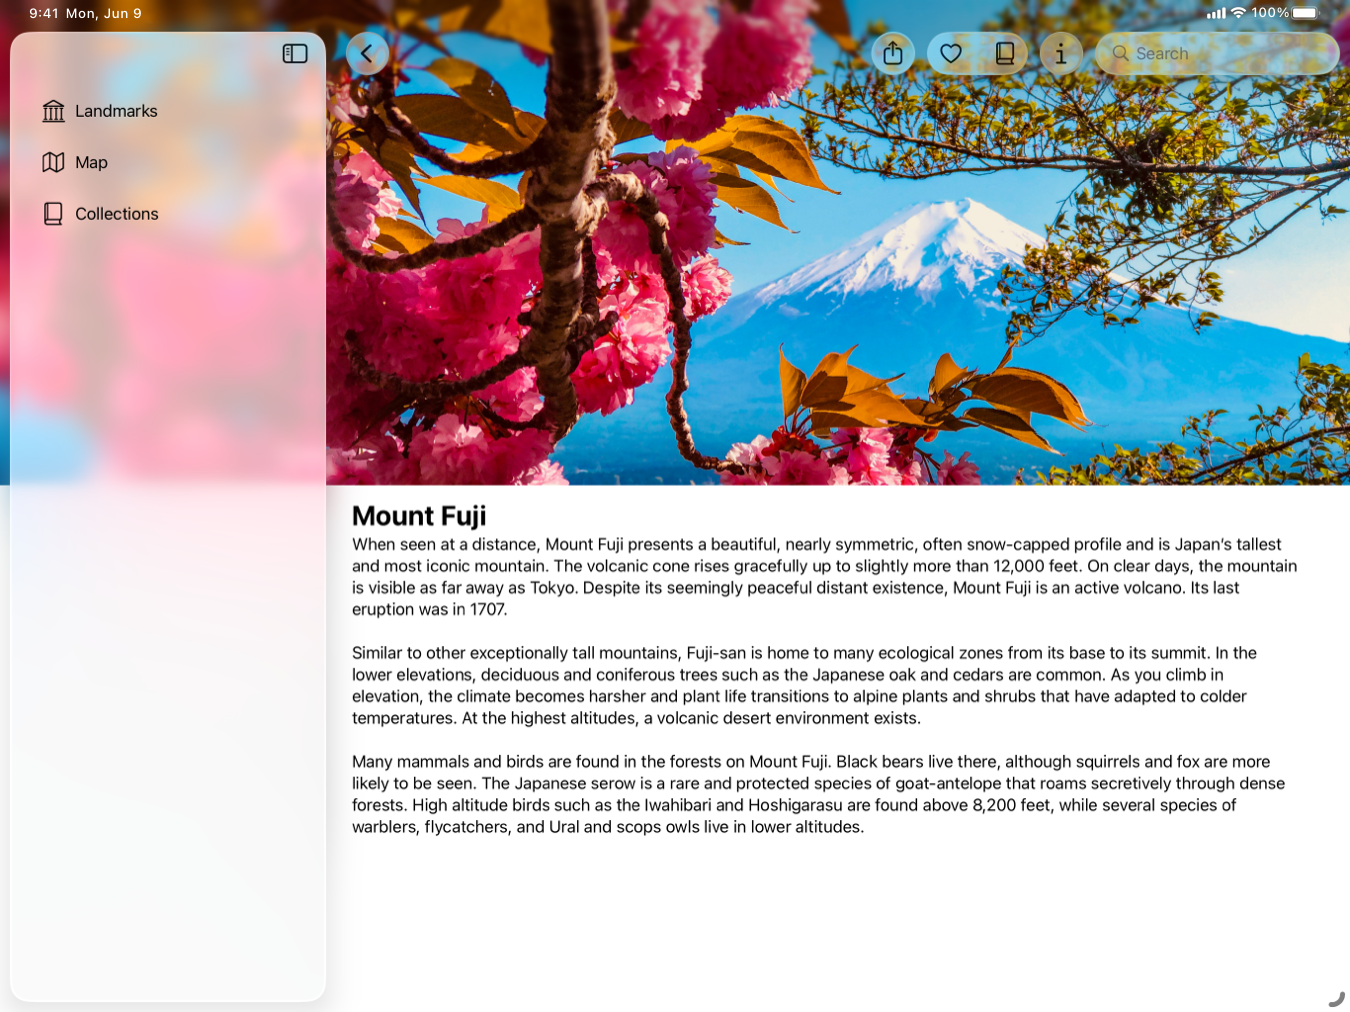 9:41 Mon, Jun 9
100%
Search
Landmarks
Map
Collections
Mount Fuji
When seen at a distance, Mount Fuji presents a beautiful, nearly symmetric, often snow-capped profile and is Japan's tallest
and most iconic mountain. The volcanic cone rises gracefully up to slightly more than 12,000 feet. On clear days, the mountain
is visible as far away as Tokyo. Despite its seemingly peaceful distant existence, Mount Fuji is an active volcano. Its last
eruption was in 1707.
Similar to other exceptionally tall mountains, Fuji-san is home to many ecological zones from its base to its summit. In the
lower elevations, deciduous and coniferous trees such as the Japanese oak and cedars are common. As you climb in
elevation, the climate becomes harsher and plant life transitions to alpine plants and shrubs that have adapted to colder
temperatures. At the highest altitudes, a volcanic desert environment exists.
Many mammals and birds are found in the forests on Mount Fuji. Black bears live there, although squirrels and fox are more
likely to be seen. The Japanese serow is a rare and protected species of goat-antelope that roams secretively through dense
forests. High altitude birds such as the Iwahibari and Hoshigarasu are found above 8,200 feet, while several species of
warblers, flycatchers, and Ural and scops owls live in lower altitudes.